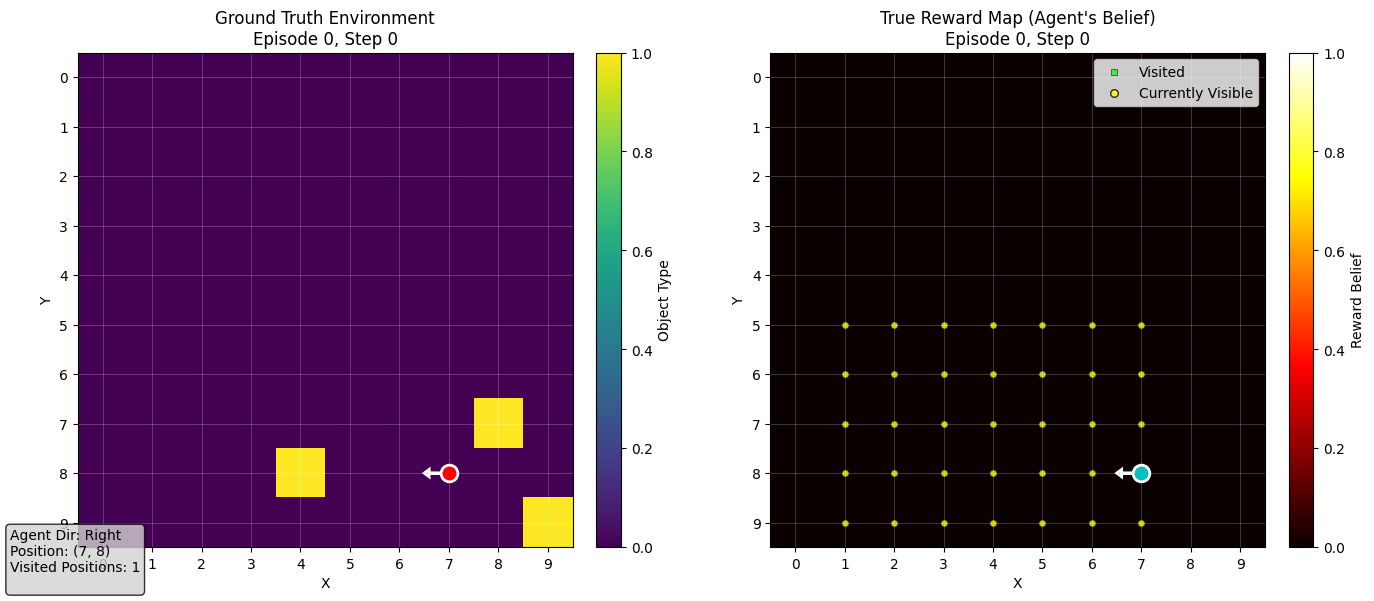 Ground Truth Environment
Episode 0, Step 0
0
1
2
3
4
5
6
7
8
9
Y
0 1 2 3 4 5 6 7 8 9
X
1.0
0.8
0.6
0.4
0.2
0.0
Object Type
Agent Dir: Right
Position: (7, 8)
Visited Positions: 1
True Reward Map (Agent's Belief)
Episode 0, Step 0
Visited
Currently Visible
0
1
2
3
4
5
6
7
8
9
Y
0 1 2 3 4 5 6 7 8 9
X
1.0
0.8
0.6
0.4
0.2
0.0
Reward Belief